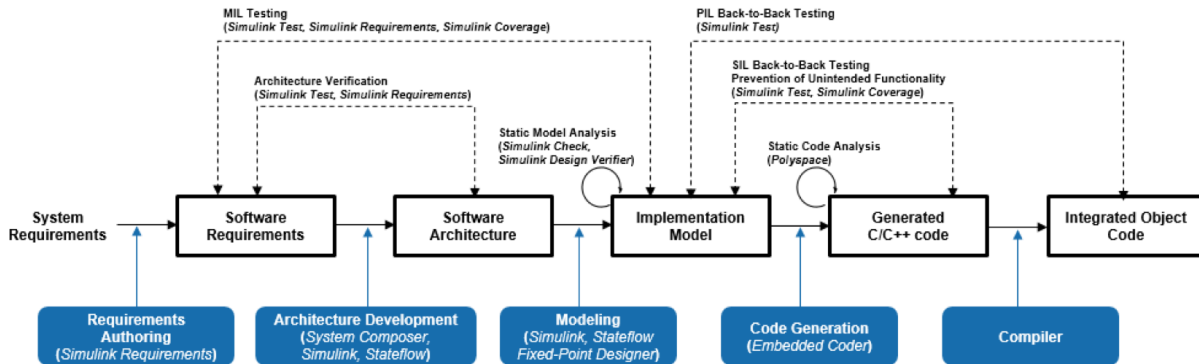 MIL Testing
(Simulink Test, Simulink Requirements, Simulink Coverage)
PIL Back-to-Back Testing
(Simulink Test)
Architecture Verification
(Simulink Test, Simulink Requirements)
SIL Back-to-Back Testing
Prevention of Unintended Functionality
(Simulink Test, Simulink Coverage)
Static Model Analysis
(Simulink Check,
Simulink Design Verifier)
Static Code Analysis
(Polyspace)
System
Requirements
Software
Requirements
Software
Architecture
Implementation
Model
Generated
C/C++ code
Integrated Object
Code
Requirements
Authoring
(Simulink Requirements)
Architecture Development
(System Composer,
Simulink, Stateflow)
Modeling
(Simulink, Stateflow
Fixed-Point Designer)
Code Generation
(Embedded Coder)
Compiler